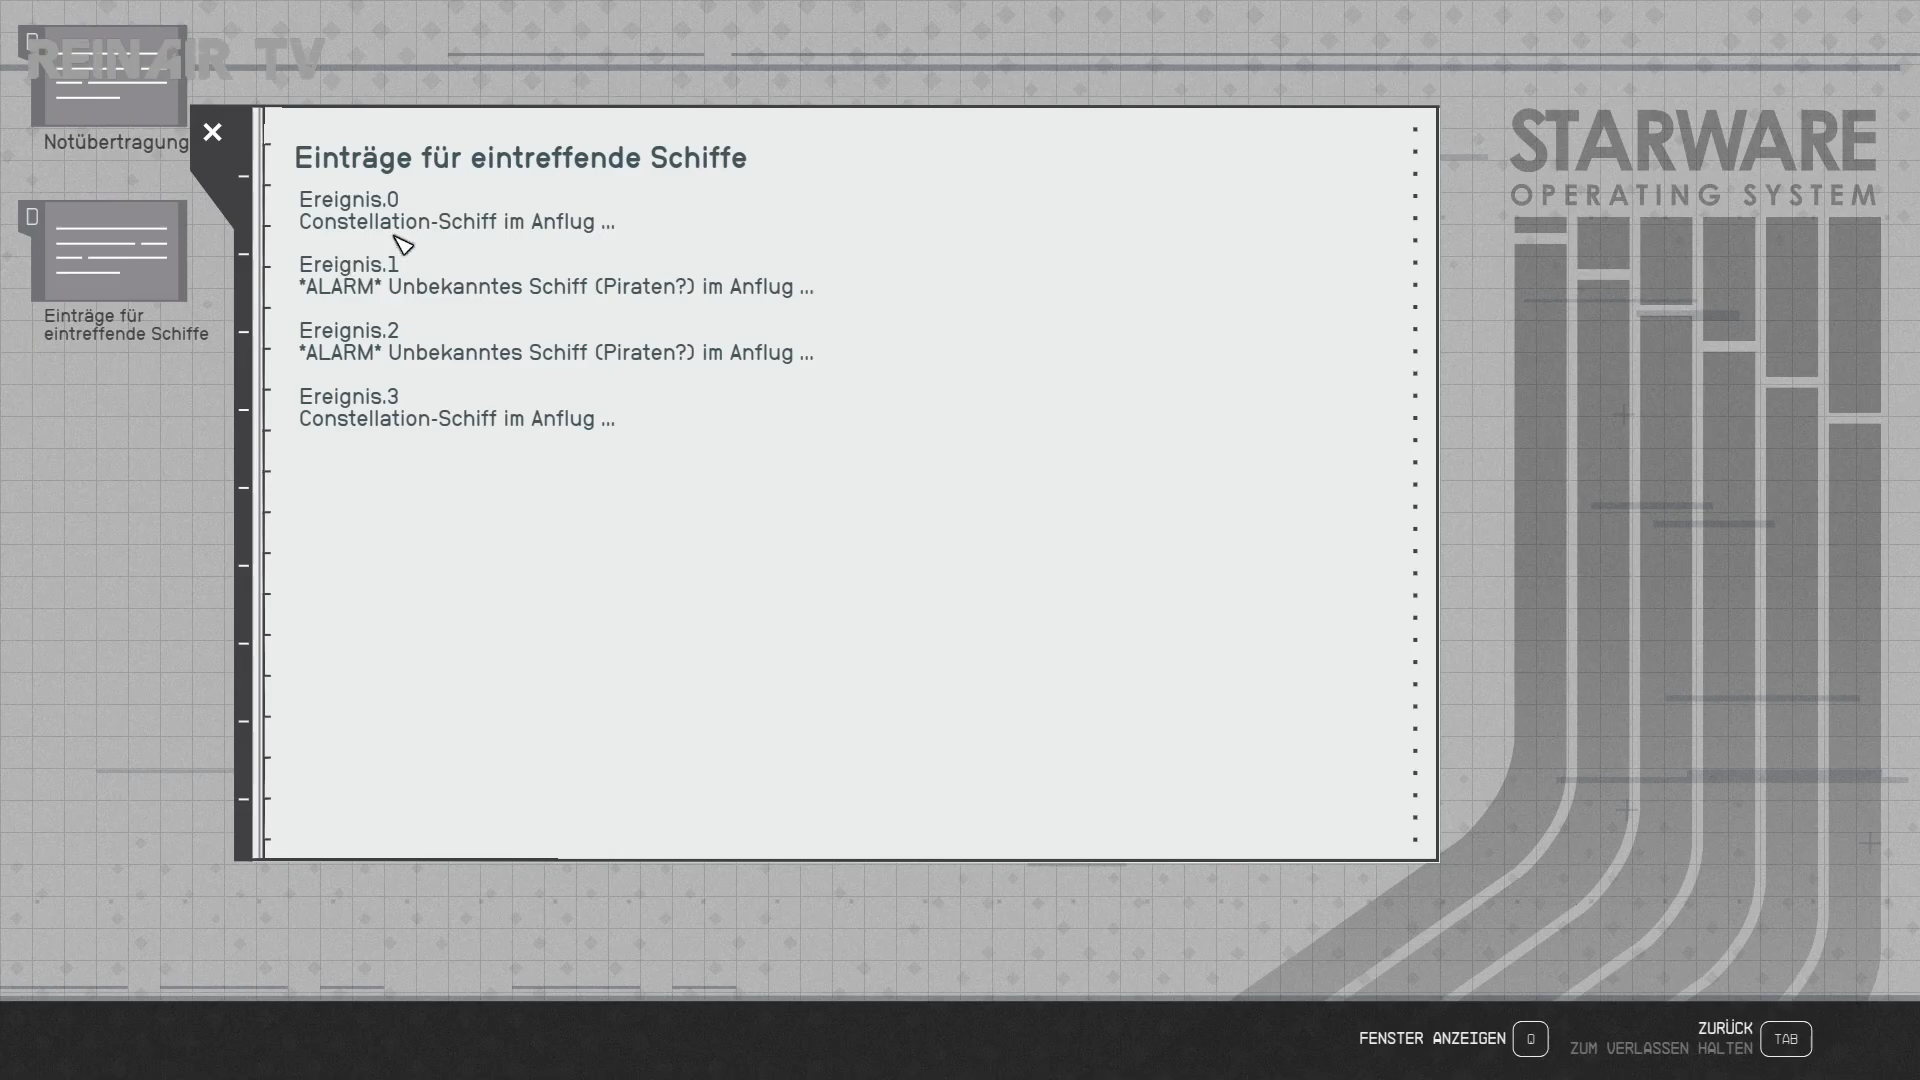 REINAIR TV
D
Notübertragung
D
Einträge für
eintreffende Schiffe
Einträge für eintreffende Schiffe
Ereignis.0
Constellation-Schiff im Anflug ...
Ereignis.1
*ALARM* Unbekanntes Schiff (Piraten?) im Anflug ...
Ereignis.2
*ALARM* Unbekanntes Schiff (Piraten?) im Anflug ...
Ereignis.3
Constellation-Schiff im Anflug ...
STARWARE
OPERATING SYSTEM
FENSTER ANZEIGEN Q
ZURÜCK
ZUM VERLASSEN HALTEN TAB